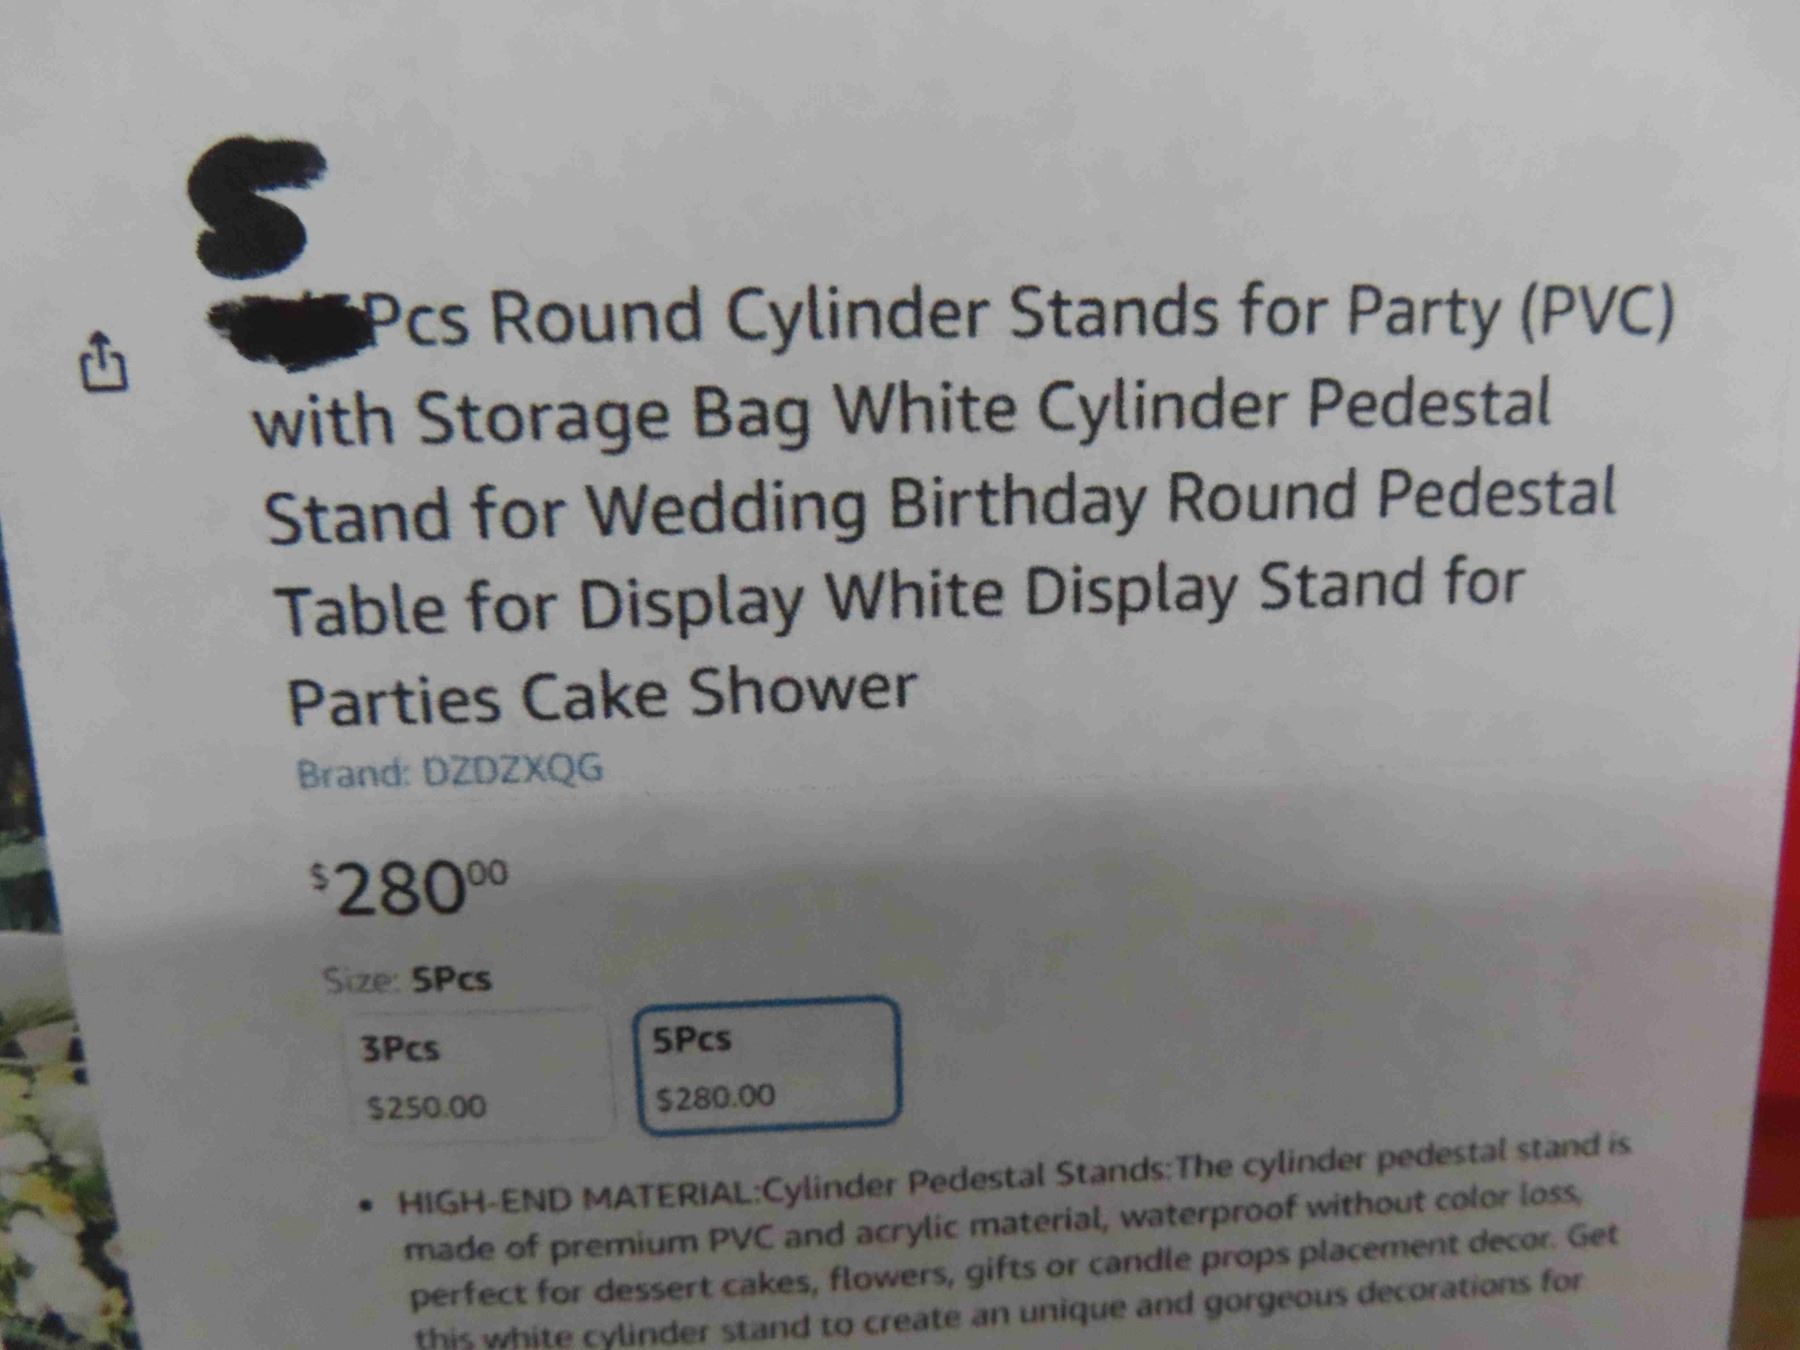 5
Pcs Round Cylinder Stands for Party (PVC)
with Storage Bag White Cylinder Pedestal
Stand for Wedding Birthday Round Pedestal
Table for Display White Display Stand for
Parties Cake Shower
Brand: DZDZXQG
$28000
Size: 5Pcs
3Pcs
5Pcs
$250.00
$280.00
• HIGH-END MATERIAL:Cylinder Pedestal Stands:The cylinder pedestal stand is
made of premium PVC and acrylic material, waterproof without color loss,
perfect for dessert cakes, flowers, gifts or candle props placement decor. Get
this white cylinder stand to create an unique and gorgeous decorations for